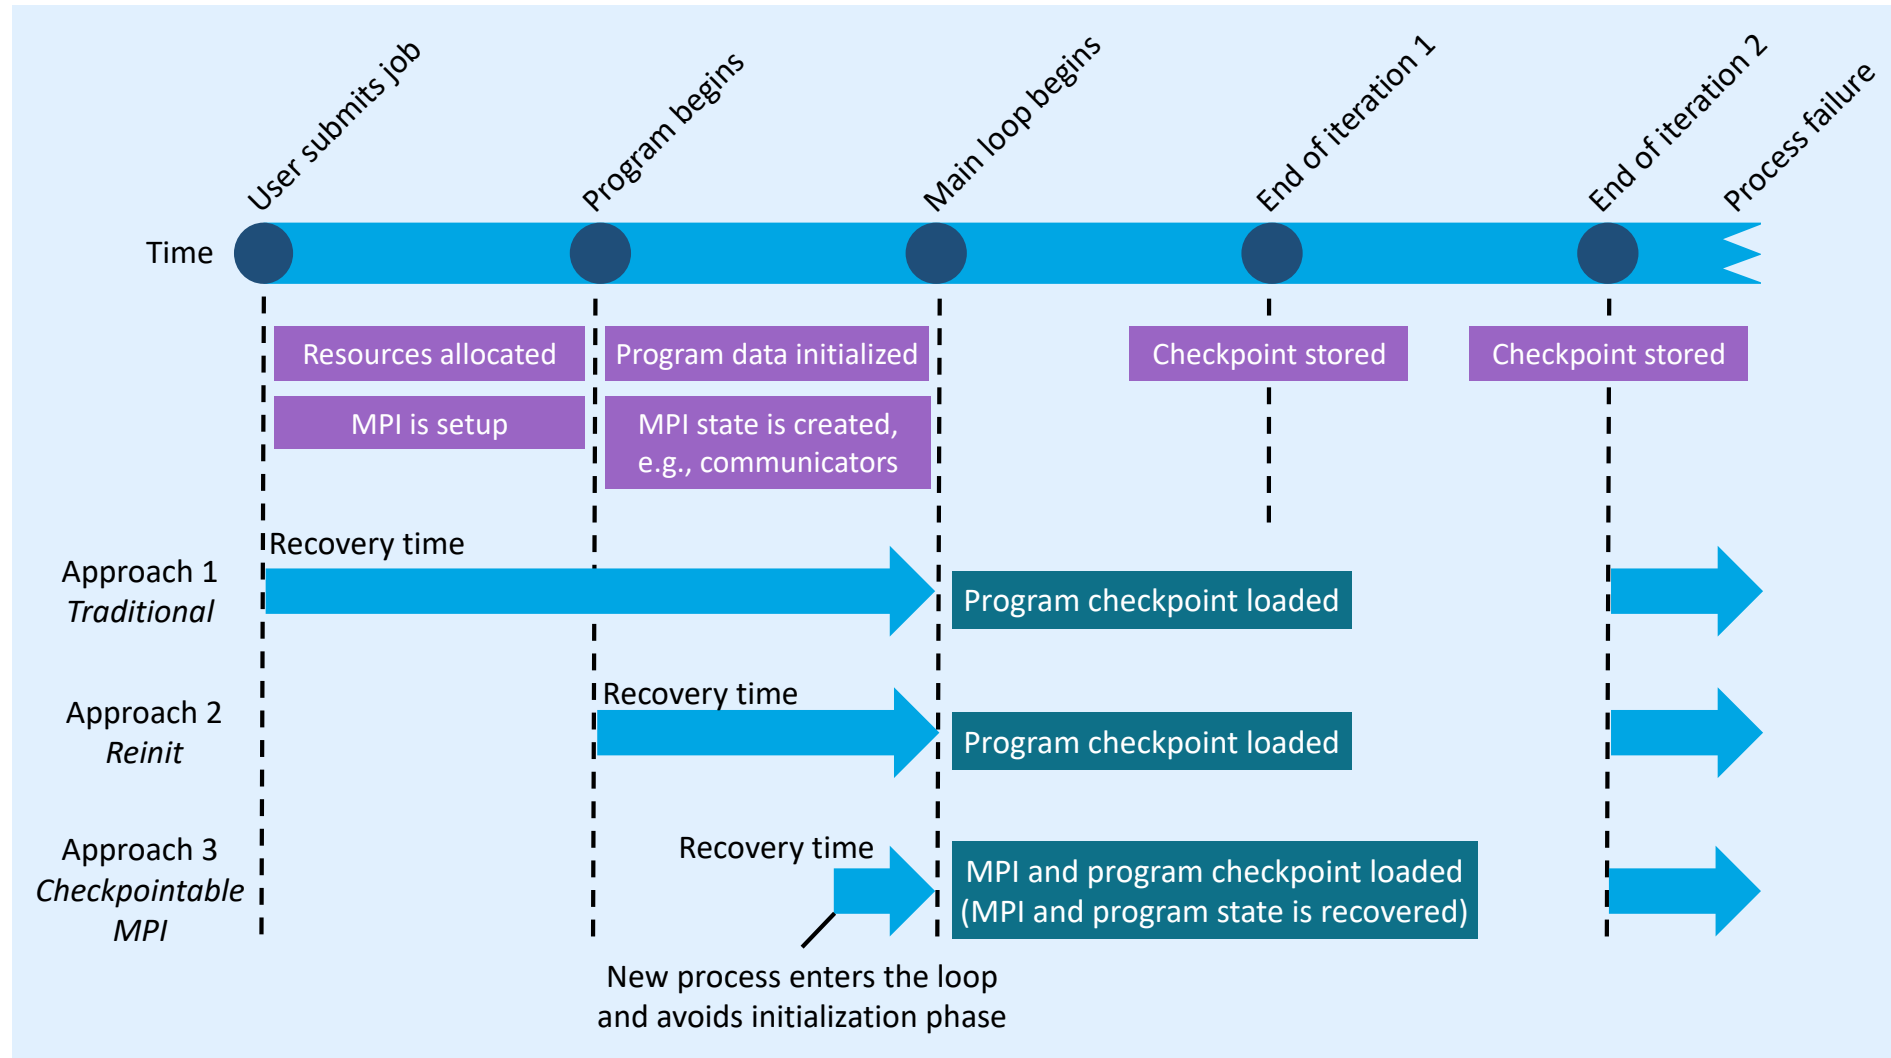 User submits job
Program begins
Main loop begins
End of iteration 1
End of iteration 2
Process failure
Time
Resources allocated
Program data initialized
Checkpoint stored
Checkpoint stored
MPI is setup
MPI state is created,
e.g., communicators
Recovery time
Approach 1
Traditional
Program checkpoint loaded
Recovery time
Approach 2
Reinit
Program checkpoint loaded
Recovery time
Approach 3
Checkpointable
MPI
MPI and program checkpoint loaded
(MPI and program state is recovered)
New process enters the loop
and avoids initialization phase